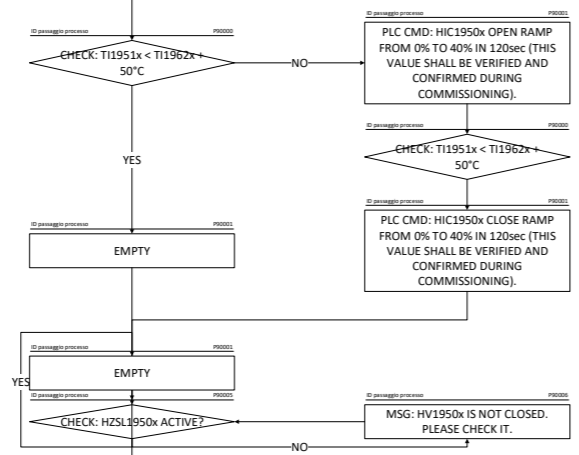 ID passaggio processo P90000
CHECK: TI1951x < TI1962x +
50°C
NO
ID passaggio processo P90001
PLC CMD: HIC1950x OPEN RAMP
FROM 0% TO 40% IN 120sec (THIS
VALUE SHALL BE VERIFIED AND
CONFIRMED DURING
COMMISSIONING).
ID passaggio processo P90000
CHECK: TI1951x < TI1962x +
50°C
YES
ID passaggio processo P90001
EMPTY
ID passaggio processo P90001
PLC CMD: HIC1950x CLOSE RAMP
FROM 0% TO 40% IN 120sec (THIS
VALUE SHALL BE VERIFIED AND
CONFIRMED DURING
COMMISSIONING).
ID passaggio processo P90001
EMPTY
YES
ID passaggio processo P90005
CHECK: HZSL1950x ACTIVE?
ID passaggio processo P90006
MSG: HV1950x IS NOT CLOSED.
PLEASE CHECK IT.
NO